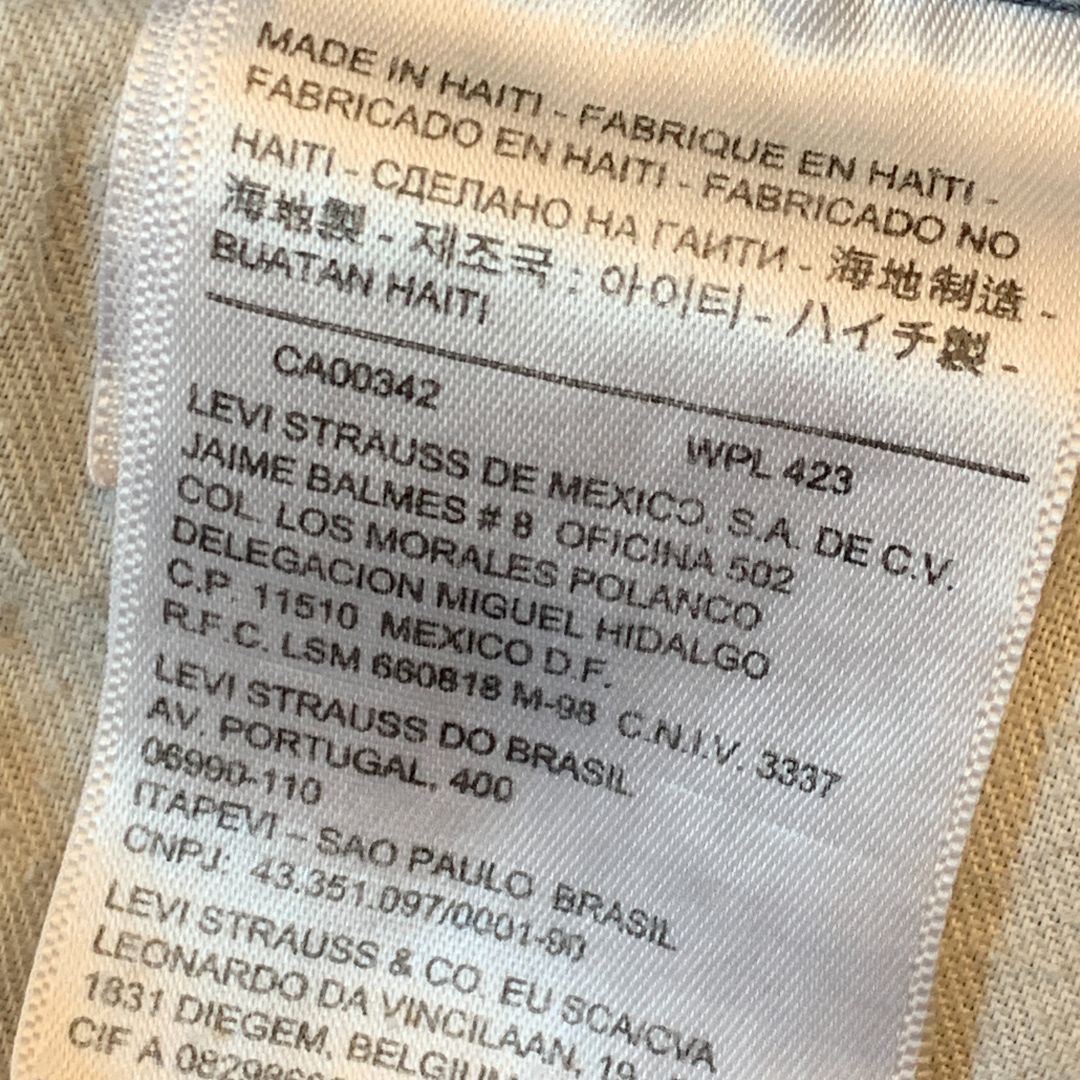 MADE IN HAITI - FABRIQUE EN HAÏTI -
FABRICADO EN HAITI - FABRICADO NO
HAITI - СДЕЛАНО НА ГАИТИ - 海地制造 -
海地製 - 제조국 : 아이티 - ハイチ製 -
BUATAN HAITI
CA00342 WPL 423
LEVI STRAUSS DE MEXICO, S.A. DE C.V.
JAIME BALMES # 8 OFICINA 502
COL. LOS MORALES POLANCO
DELEGACION MIGUEL HIDALGO
C.P. 11510 MEXICO D.F.
R.F.C. LSM 660818 M-98 C.N.I.V. 3337
LEVI STRAUSS DO BRASIL
AV. PORTUGAL, 400
06990-110
ITAPEVI – SAO PAULO BRASIL
CNPJ: 43.351.097/0001-90
LEVI STRAUSS & CO. EU SCA/CVA
LEONARDO DA VINCILAAN, 19
1831 DIEGEM, BELGIUM
CIF A